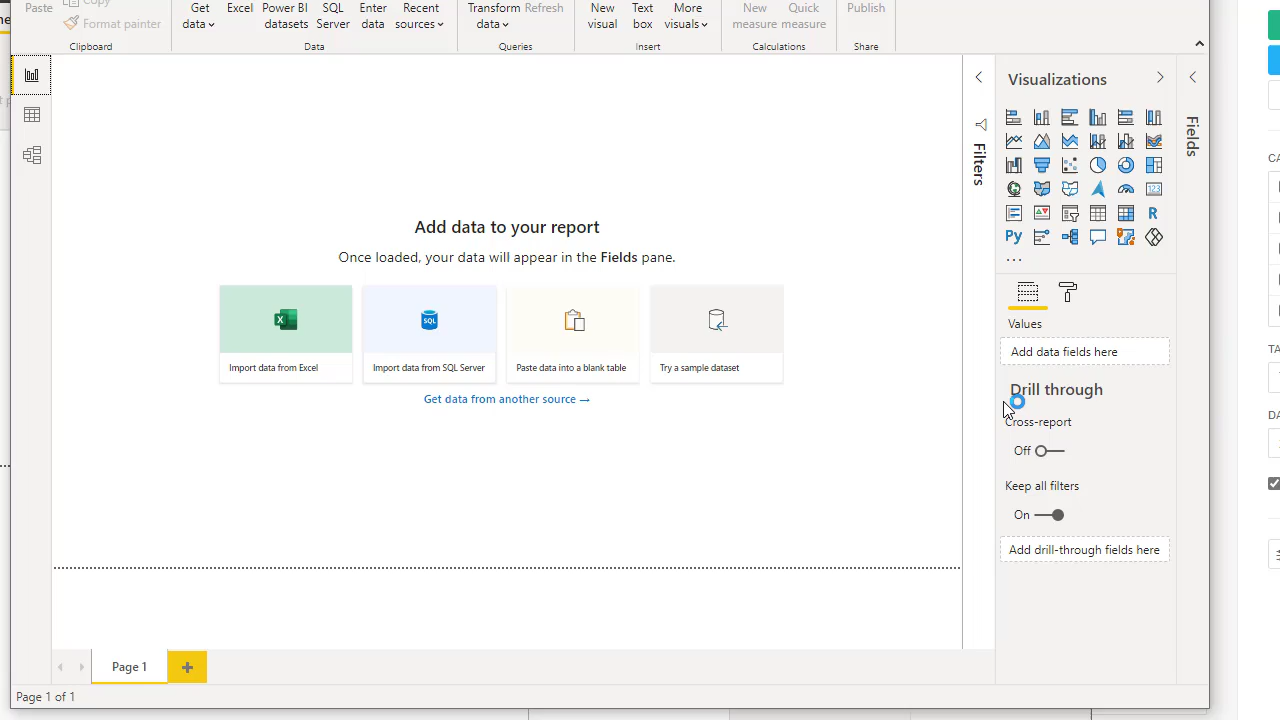 Paste
Copy
Format painter
Clipboard
Get data
Excel
Power BI datasets
SQL Server
Enter data
Recent sources
Data
Transform data
Refresh
Queries
New visual
Text box
More visuals
Insert
New measure
Quick measure
Calculations
Publish
Share
Filters
Visualizations
Fields
R
Py
123
...
Add data to your report
Once loaded, your data will appear in the Fields pane.
X
SQL
Import data from Excel
Import data from SQL Server
Paste data into a blank table
Try a sample dataset
Get data from another source →
Values
Add data fields here
Drill through
Cross-report
Off
Keep all filters
On
Add drill-through fields here
Page 1
Page 1 of 1